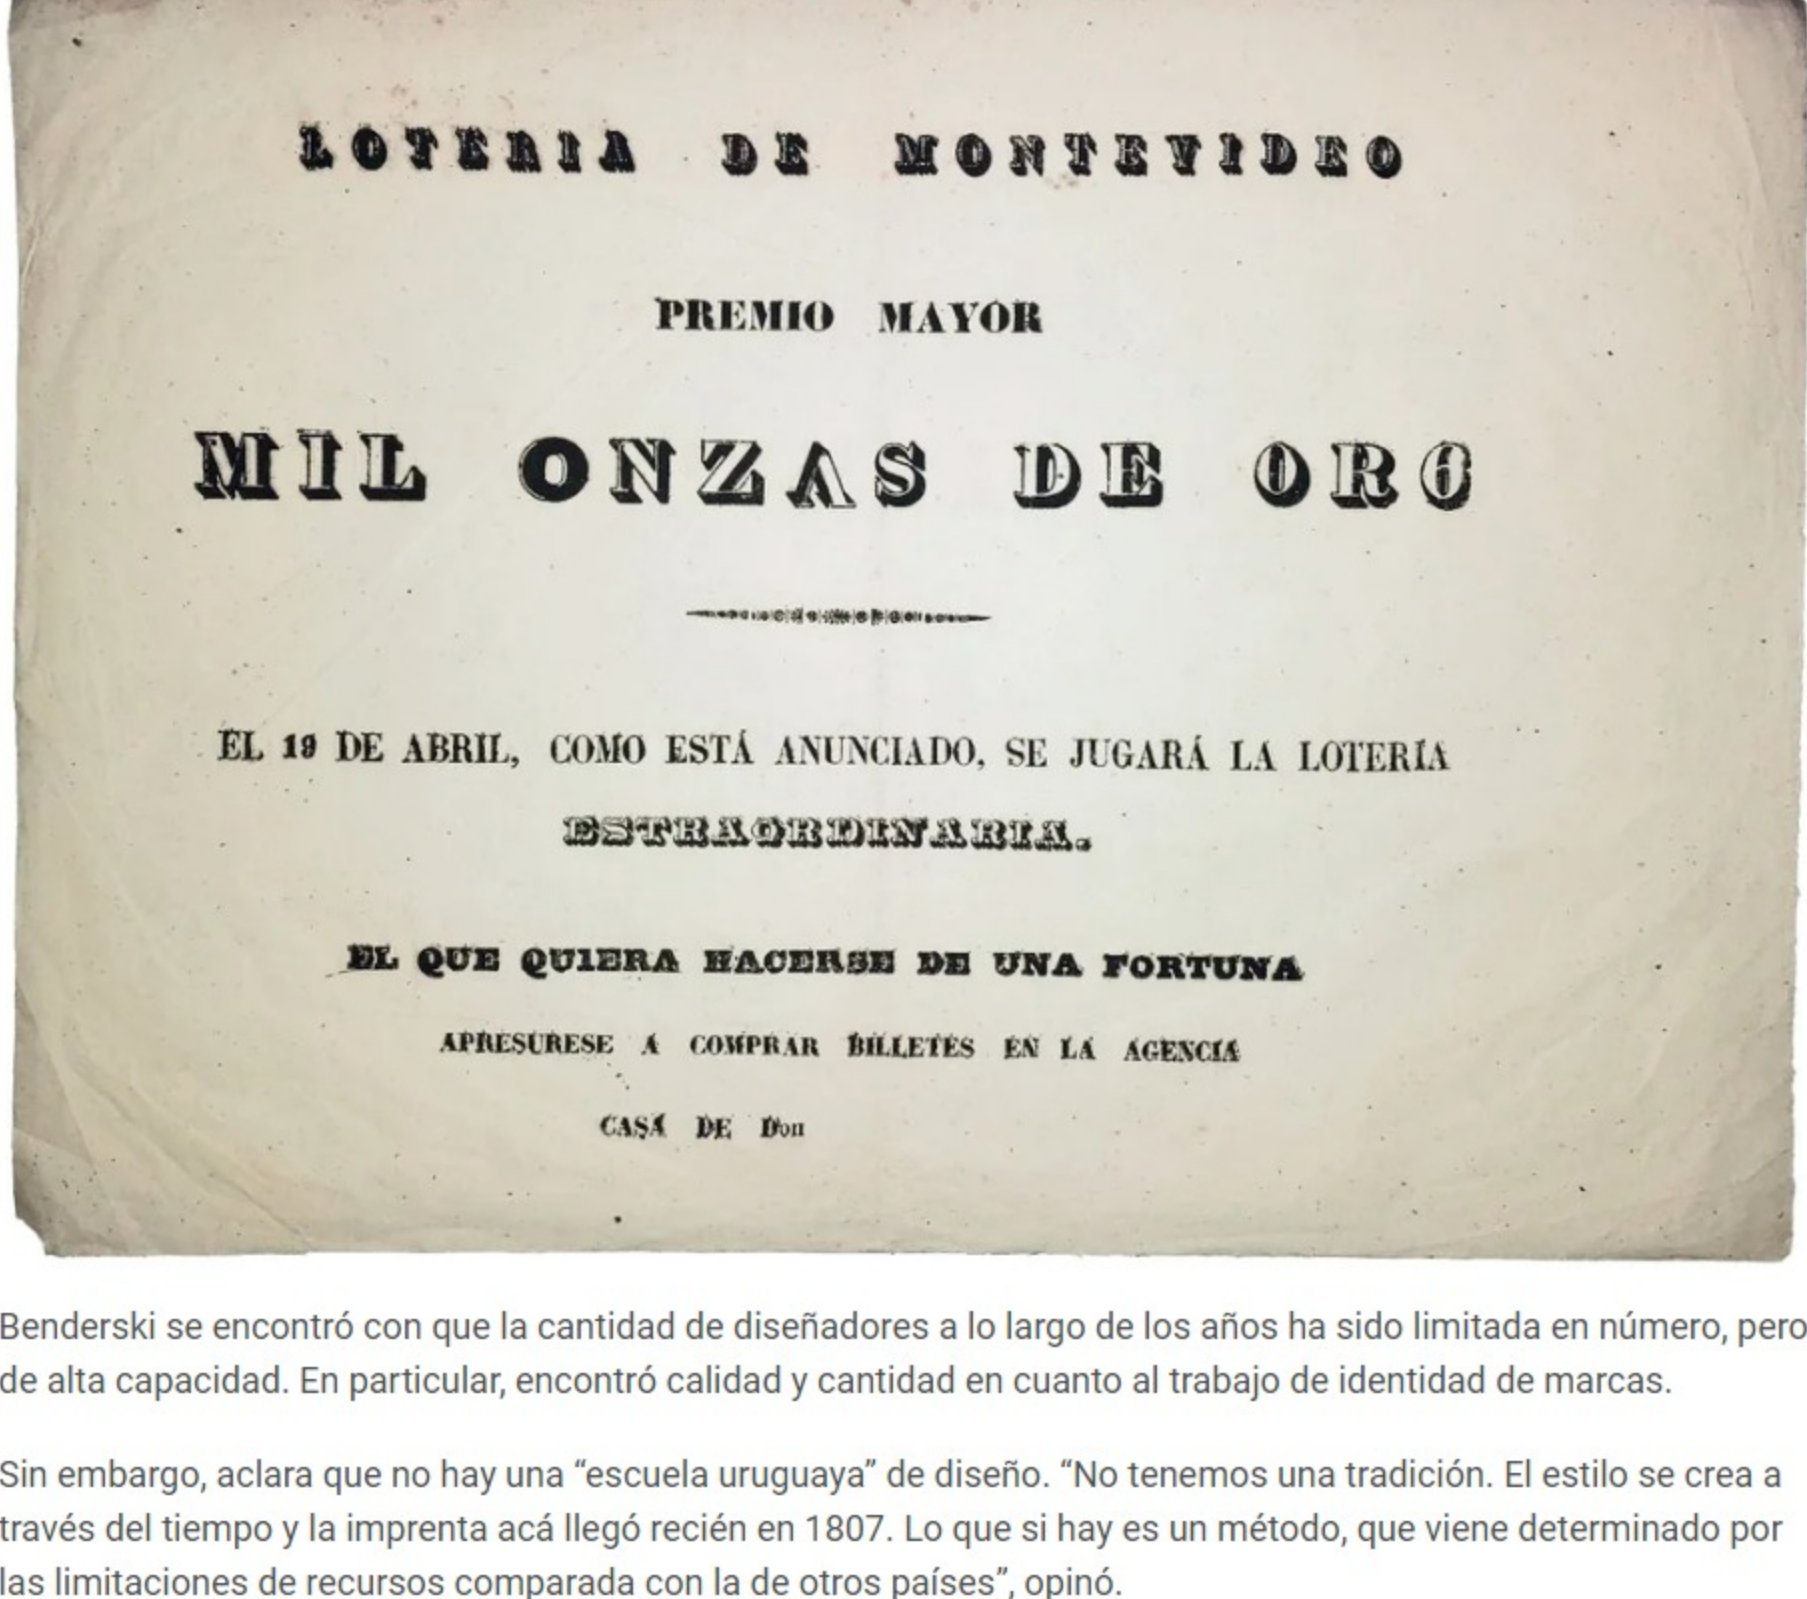 LOTERIA DE MONTEVIDEO
PREMIO MAYOR
MIL ONZAS DE ORO
EL 19 DE ABRIL, COMO ESTÁ ANUNCIADO, SE JUGARÁ LA LOTERÍA
ESTRAORDINARIA.
EL QUE QUIERA HACERSE DE UNA FORTUNA
APRESURESE A COMPRAR BILLETES EN LA AGENCIA
CASA DE Don
Benderski se encontró con que la cantidad de diseñadores a lo largo de los años ha sido limitada en número, pero
de alta capacidad. En particular, encontró calidad y cantidad en cuanto al trabajo de identidad de marcas.
Sin embargo, aclara que no hay una “escuela uruguaya” de diseño. “No tenemos una tradición. El estilo se crea a
través del tiempo y la imprenta acá llegó recién en 1807. Lo que si hay es un método, que viene determinado por
las limitaciones de recursos comparada con la de otros países”, opinó.